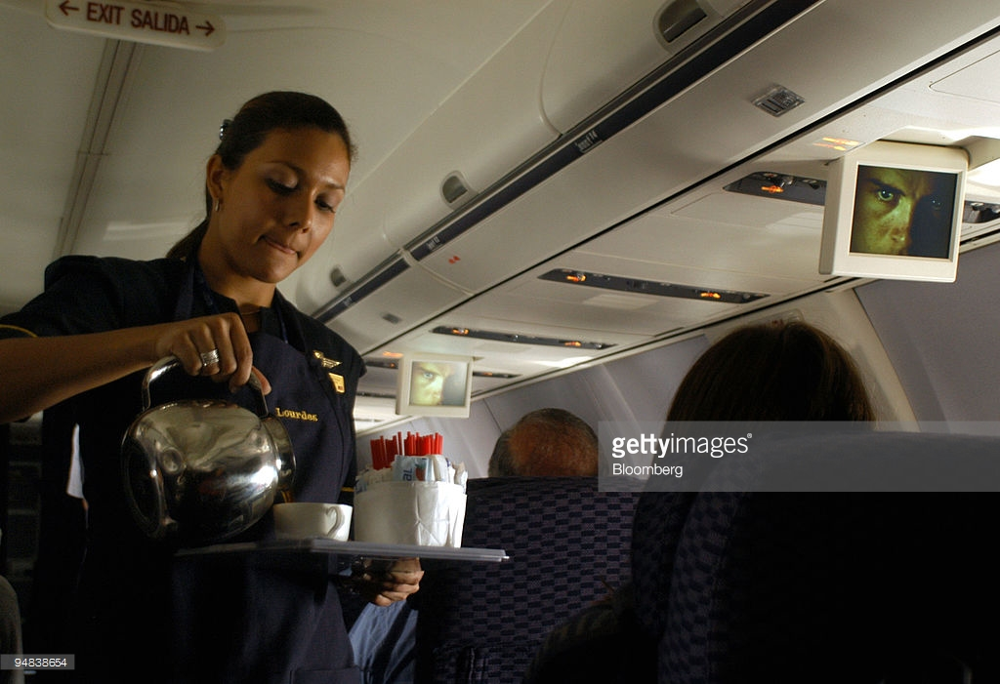 ← EXIT SALIDA →
Lourdes
gettyimages®
Bloomberg
94838654